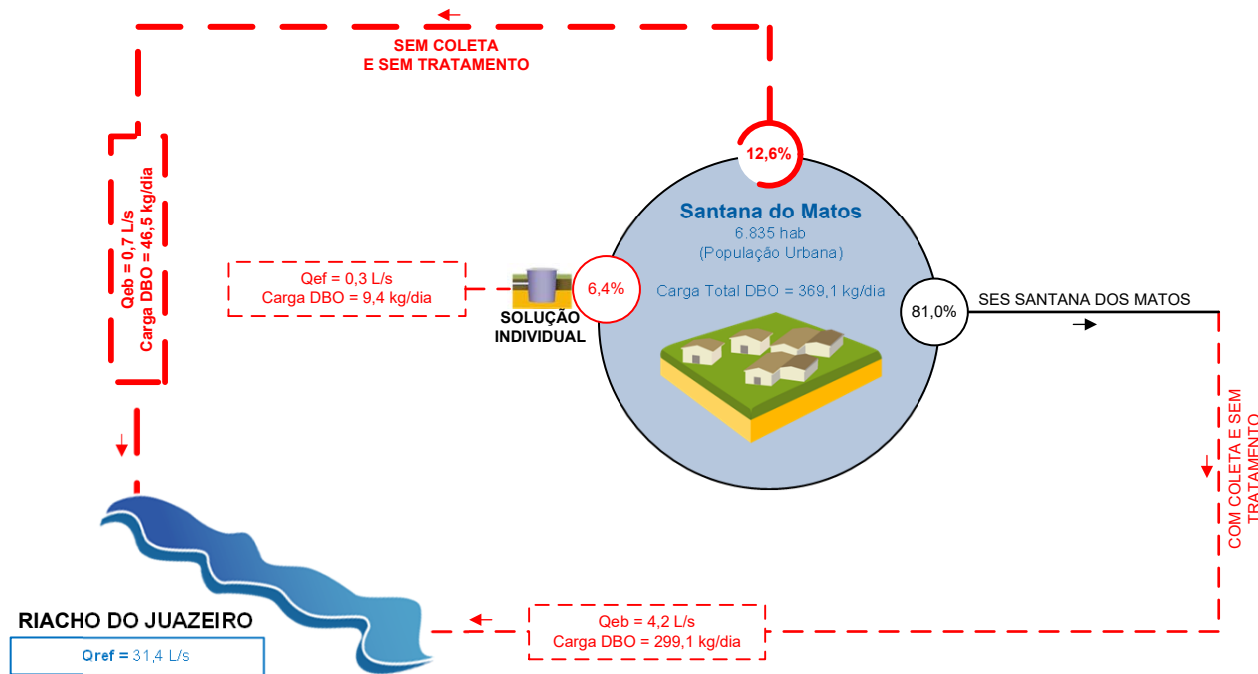 SEM COLETA
E SEM TRATAMENTO
12,6%
Qeb = 0,7 L/s
Carga DBO = 46,5 kg/dia
Santana do Matos
6.835 hab
(População Urbana)
Carga Total DBO = 369,1 kg/dia
Qef = 0,3 L/s
Carga DBO = 9,4 kg/dia
SOLUÇÃO
INDIVIDUAL
6,4%
81,0%
SES SANTANA DOS MATOS
COM COLETA E SEM
TRATAMENTO
Qeb = 4,2 L/s
Carga DBO = 299,1 kg/dia
RIACHO DO JUAZEIRO
Qref = 31,4 L/s